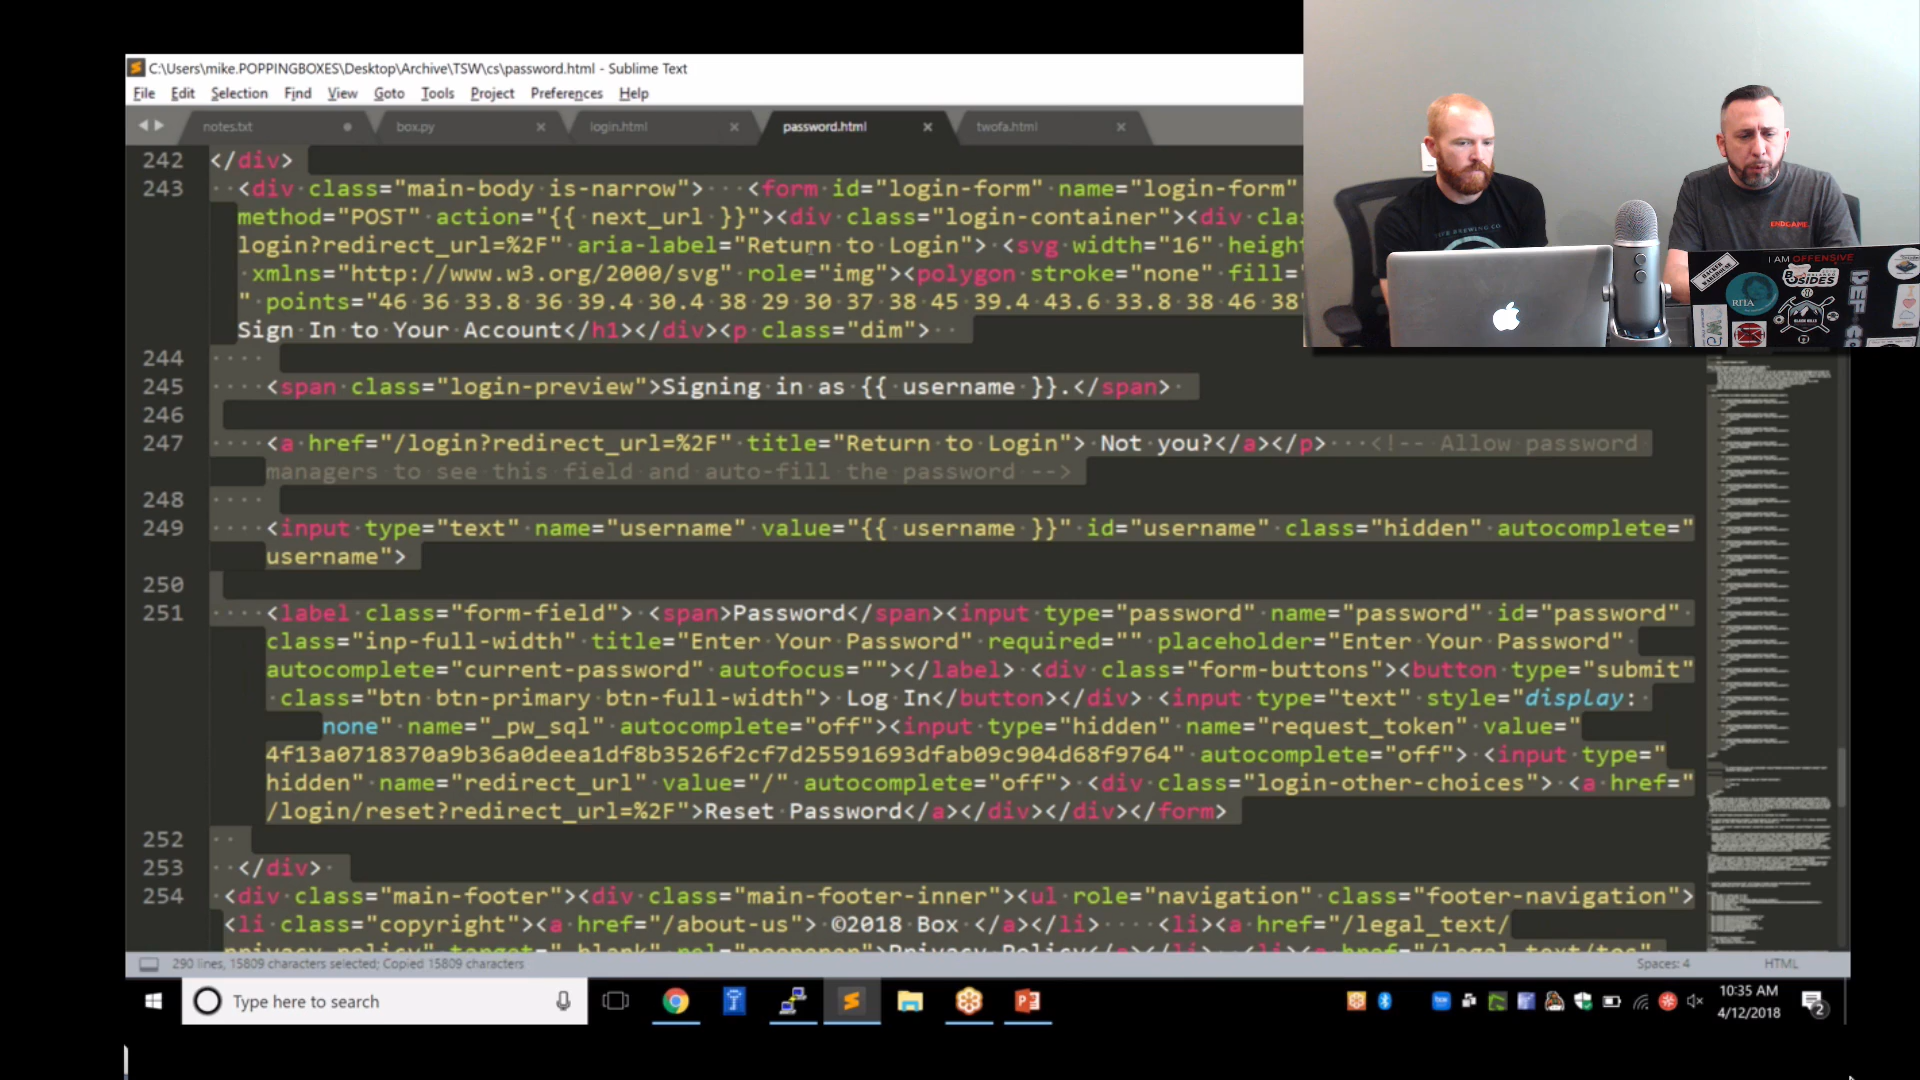 C:\Users\mike.POPPINGBOXES\Desktop\Archive\TSW\cs\password.html - Sublime Text
File Edit Selection Find View Goto Tools Project Preferences Help
notes.txt box.py login.html password.html twofa.html
242 </div>
243 <div class="main-body is-narrow"> <form id="login-form" name="login-form"
method="POST" action="{{ next_url }}"><div class="login-container"><div clas
login?redirect_url=%2F" aria-label="Return to Login"> <svg width="16" height
xmlns="http://www.w3.org/2000/svg" role="img"><polygon stroke="none" fill="
" points="46 36 33.8 36 39.4 30.4 38 29 30 37 38 45 39.4 43.6 33.8 38 46 38"
Sign In to Your Account</h1></div><p class="dim">
244
245 <span class="login-preview">Signing in as {{ username }}.</span>
246
247 <a href="/login?redirect_url=%2F" title="Return to Login"> Not you?</a></p> <!-- Allow password
managers to see this field and auto-fill the password -->
248
249 <input type="text" name="username" value="{{ username }}" id="username" class="hidden" autocomplete="
username">
250
251 <label class="form-field"> <span>Password</span><input type="password" name="password" id="password"
class="inp-full-width" title="Enter Your Password" required="" placeholder="Enter Your Password"
autocomplete="current-password" autofocus=""></label> <div class="form-buttons"><button type="submit"
class="btn btn-primary btn-full-width"> Log In</button></div> <input type="text" style="display:
none" name="_pw_sql" autocomplete="off"><input type="hidden" name="request_token" value="
4f13a0718370a9b36a0deea1df8b3526f2cf7d25591693dfab09c904d68f9764" autocomplete="off"> <input type="
hidden" name="redirect_url" value="/" autocomplete="off"> <div class="login-other-choices"> <a href="
/login/reset?redirect_url=%2F">Reset Password</a></div></div></form>
252
253 </div>
254 <div class="main-footer"><div class="main-footer-inner"><ul role="navigation" class="footer-navigation">
<li class="copyright"><a href="/about-us"> ©2018 Box </a></li> <li><a href="/legal_text/
290 lines, 15809 characters selected; Copied 15809 characters
Spaces: 4 HTML
Type here to search
10:35 AM
4/12/2018
2
ENDGAME.
I AM OFFENSIVE
BSIDES
RITA